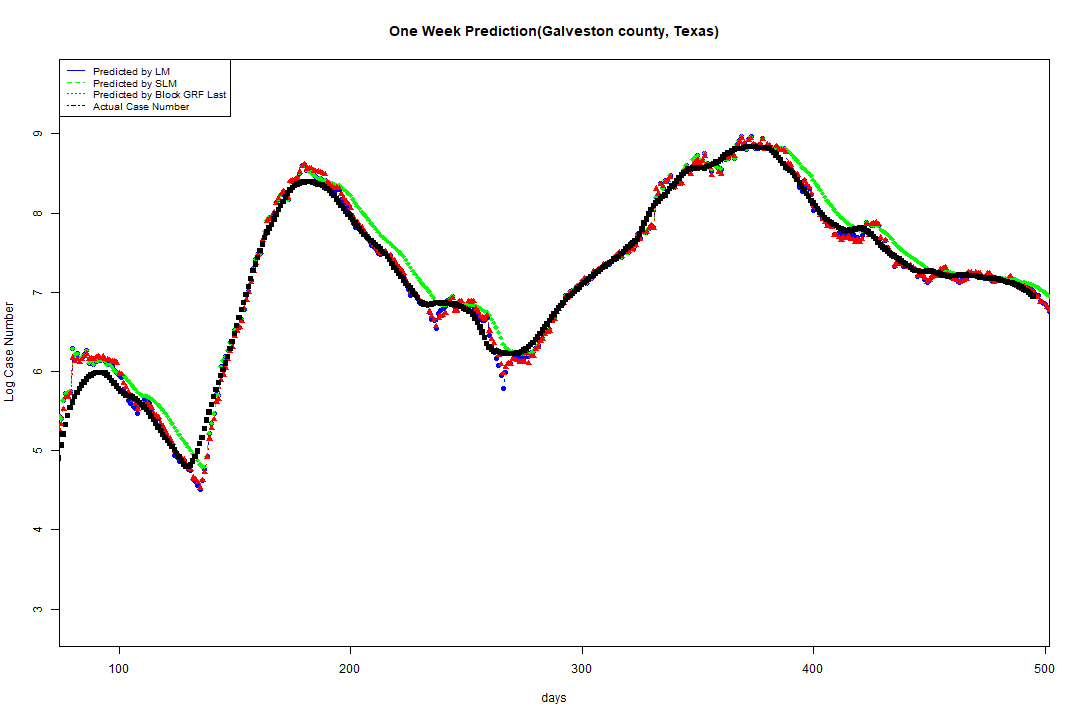 One Week Prediction(Galveston county, Texas)
Predicted by LM
Predicted by SLM
Predicted by Block GRF Last
Actual Case Number
9
8
7
6
5
4
3
Log Case Number
100 200 300 400 500
days